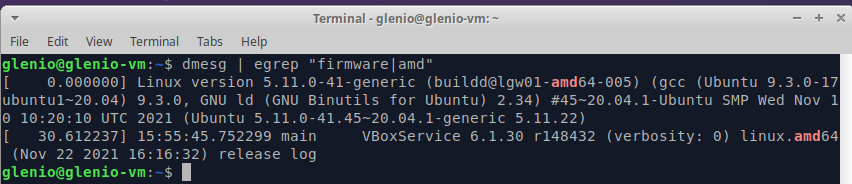 Terminal - glenio@glenio-vm: ~
File Edit View Terminal Tabs Help
glenio@glenio-vm:~$ dmesg | egrep "firmware|amd"
[    0.000000] Linux version 5.11.0-41-generic (buildd@lgw01-amd64-005) (gcc (Ubuntu 9.3.0-17
ubuntu1~20.04) 9.3.0, GNU ld (GNU Binutils for Ubuntu) 2.34) #45~20.04.1-Ubuntu SMP Wed Nov 1
0 10:20:10 UTC 2021 (Ubuntu 5.11.0-41.45~20.04.1-generic 5.11.22)
[   30.612237] 15:55:45.752299 main     VBoxService 6.1.30 r148432 (verbosity: 0) linux.amd64
 (Nov 22 2021 16:16:32) release log
glenio@glenio-vm:~$